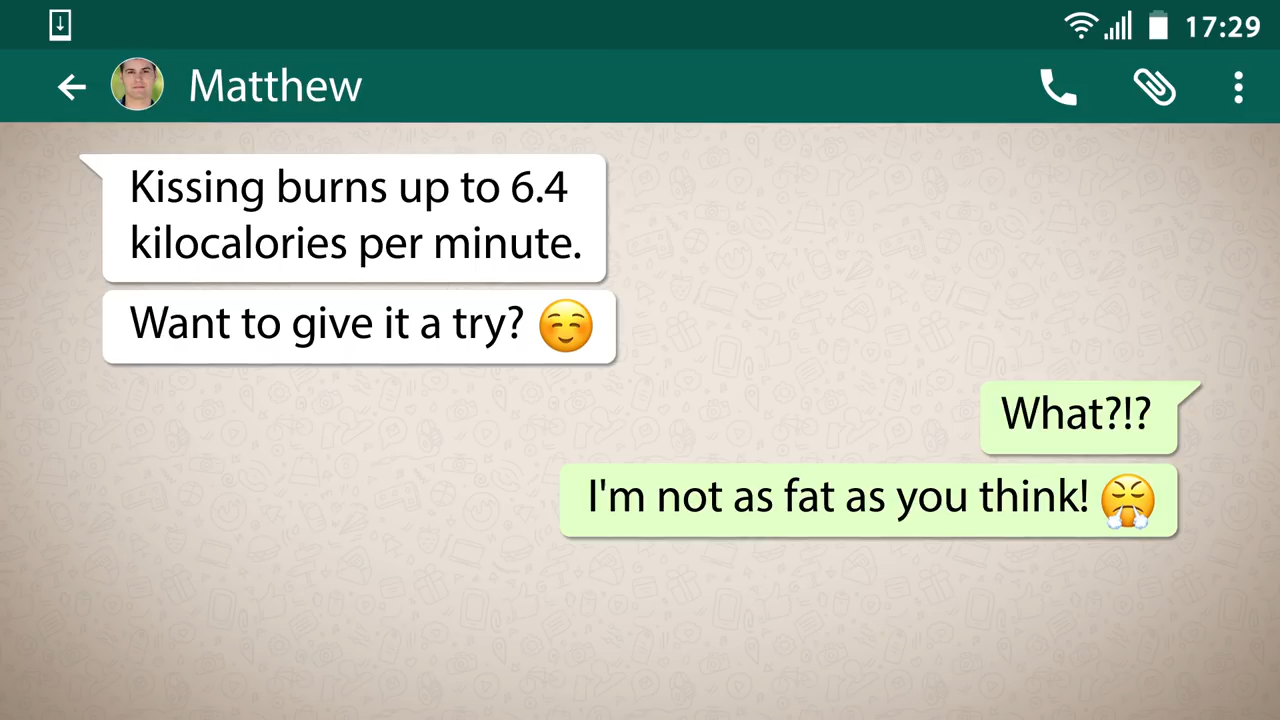 17:29
Matthew
Kissing burns up to 6.4
kilocalories per minute.
Want to give it a try? ☺️
What?!?
I'm not as fat as you think! 😤